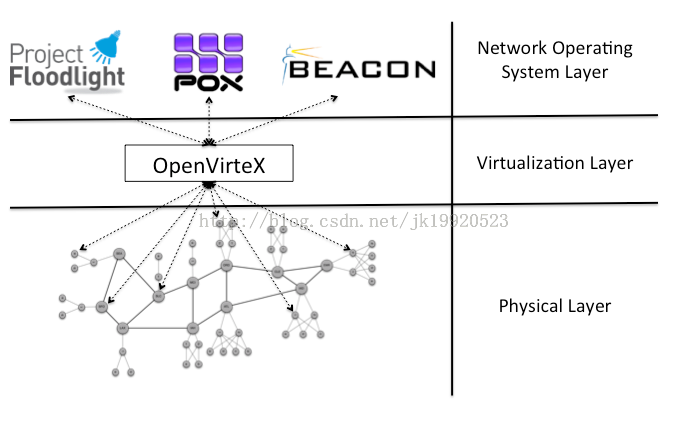 Project
Floodlight
POX
BEACON
Network Operating
System Layer
OpenVirteX
Virtualization Layer
http://blog.csdn.net/jk19920523
Physical Layer